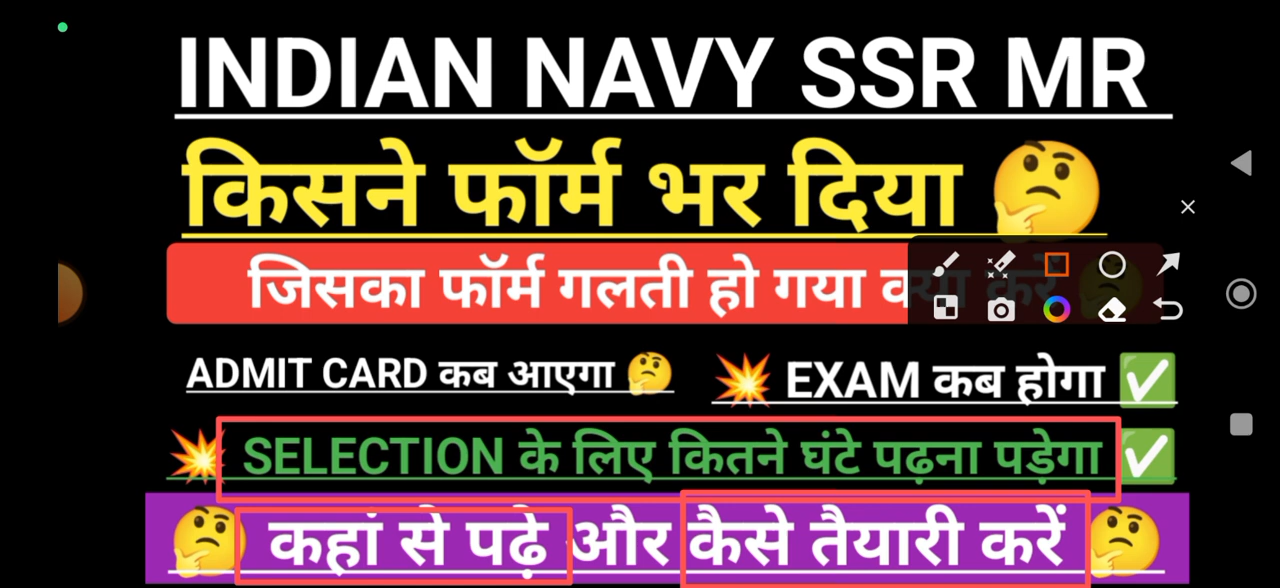 INDIAN NAVY SSR MR
किसने फॉर्म भर दिया 🤔
जिसका फॉर्म गलती हो गया क्या करें 🤔
ADMIT CARD कब आएगा 🤔 💥 EXAM कब होगा ✅
💥 SELECTION के लिए कितने घंटे पढ़ना पड़ेगा ✅
🤔 कहां से पढ़े और कैसे तैयारी करें 🤔